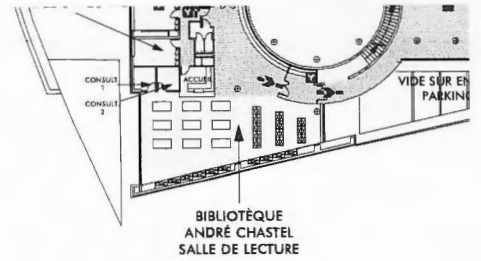 CONSULT.
1
ACCUEIL
CONSULT.
2
VIDE SUR EN
PARKING
BIBLIOTÈQUE
ANDRÉ CHASTEL
SALLE DE LECTURE